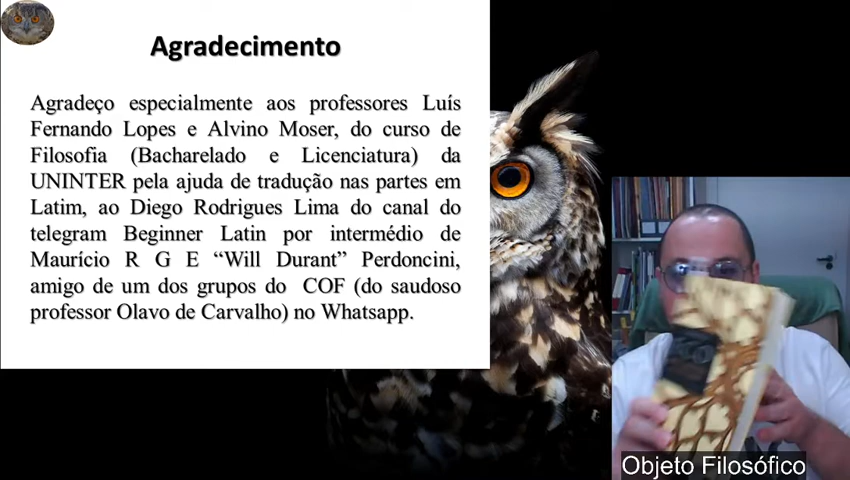 Agradecimento
Agradeço especialmente aos professores Luís
Fernando Lopes e Alvino Moser, do curso de
Filosofia (Bacharelado e Licenciatura) da
UNINTER pela ajuda de tradução nas partes em
Latim, ao Diego Rodrigues Lima do canal do
telegram Beginner Latin por intermédio de
Maurício R G E “Will Durant” Perdoncini,
amigo de um dos grupos do COF (do saudoso
professor Olavo de Carvalho) no Whatsapp.
Objeto Filosófico